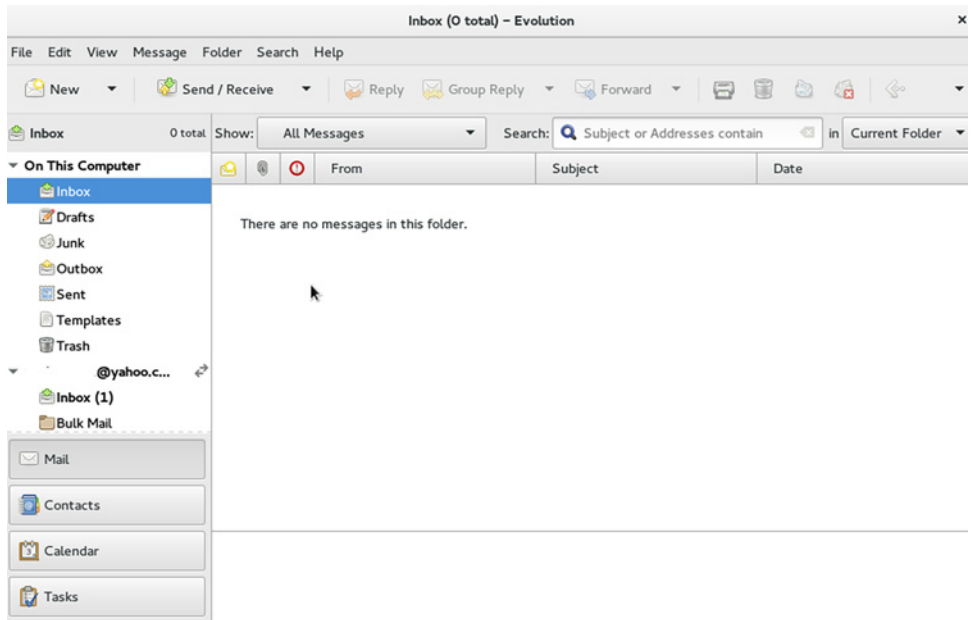 Inbox (0 total) – Evolution
File Edit View Message Folder Search Help
New Send / Receive Reply Group Reply Forward
Inbox 0 total Show: All Messages Search: Subject or Addresses contain in Current Folder
On This Computer From Subject Date
Inbox
Drafts There are no messages in this folder.
Junk
Outbox
Sent
Templates
Trash
@yahoo.c...
Inbox (1)
Bulk Mail
Mail
Contacts
Calendar
Tasks